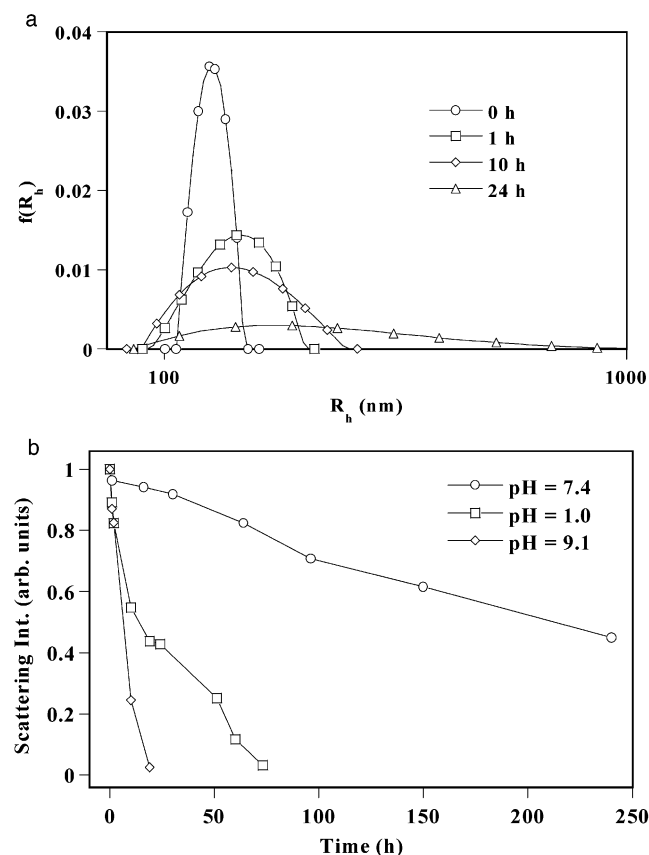 a
0.04
0.03
0.02
0.01
0
f(R_h)
0 h
1 h
10 h
24 h
100
1000
R_h (nm)
b
1
0.8
0.6
0.4
0.2
0
Scattering Int. (arb. units)
pH = 7.4
pH = 1.0
pH = 9.1
0
50
100
150
200
250
Time (h)